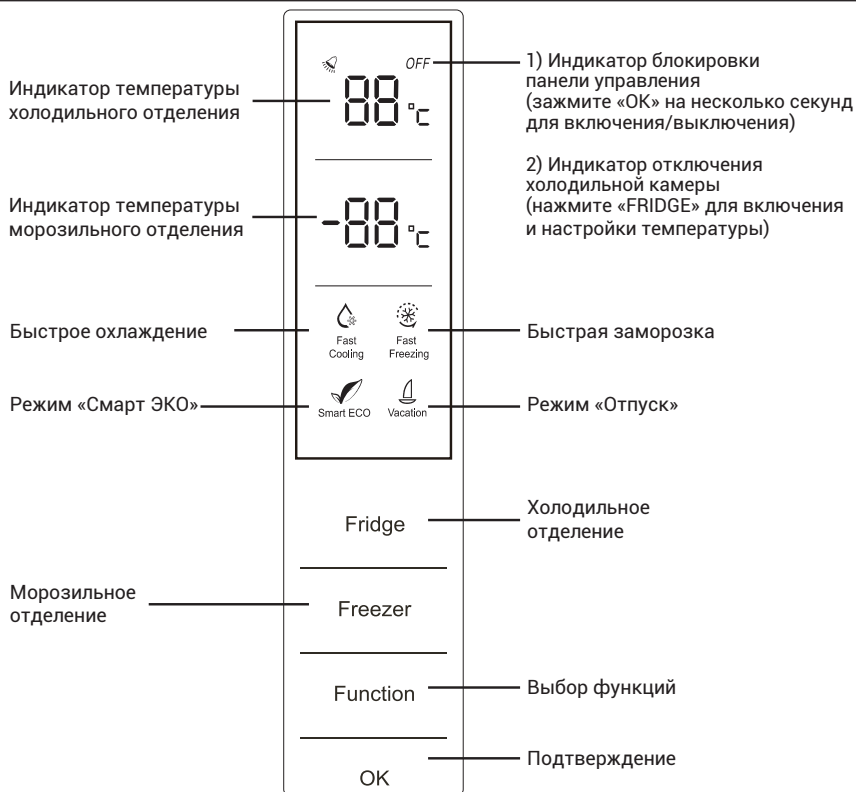 OFF
88°C
Индикатор температуры
холодильного отделения
1) Индикатор блокировки
панели управления
(зажмите «ОК» на несколько секунд
для включения/выключения)
2) Индикатор отключения
холодильной камеры
(нажмите «FRIDGE» для включения
и настройки температуры)
Индикатор температуры
морозильного отделения
-88°C
Быстрое охлаждение
Fast
Cooling
Fast
Freezing
Быстрая заморозка
Режим «Смарт ЭКО»
Smart ECO
Vacation
Режим «Отпуск»
Fridge
Холодильное
отделение
Морозильное
отделение
Freezer
Function
Выбор функций
OK
Подтверждение